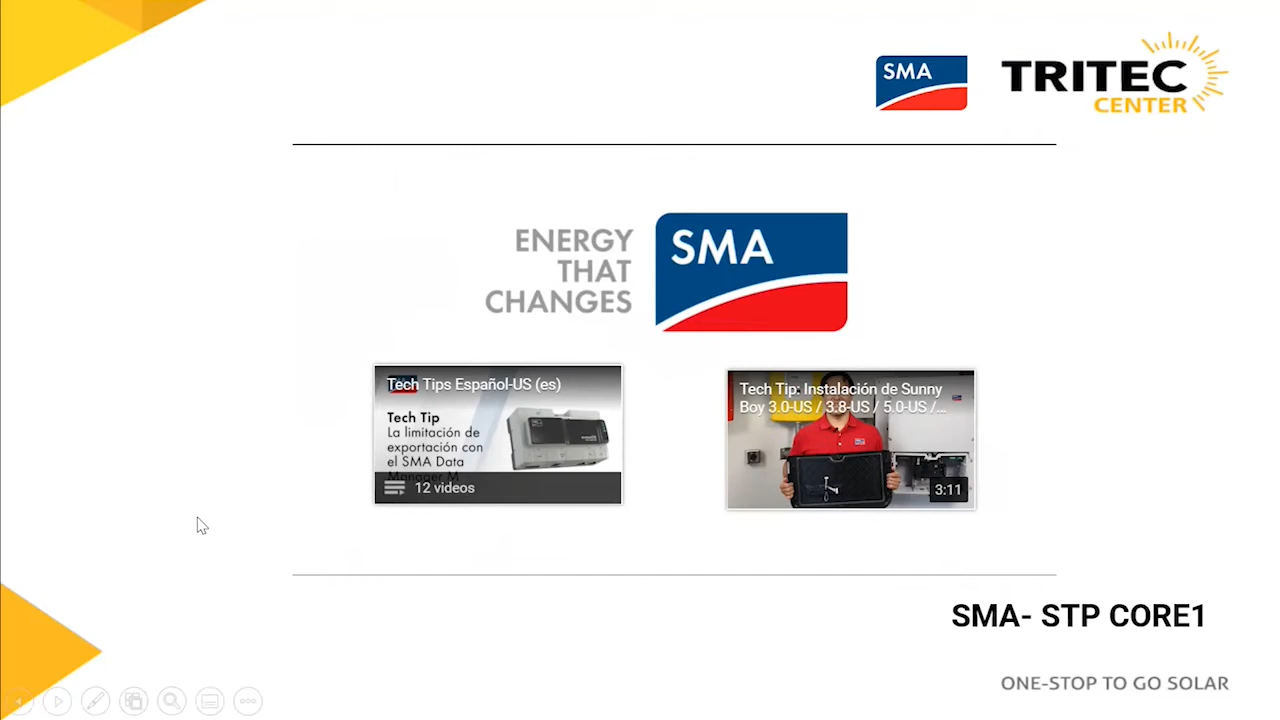 SMA
TRITEC
CENTER
ENERGY
THAT
CHANGES
SMA
Tech Tips Español-US (es)
Tech Tip
La limitación de
exportación con
el SMA Data
Manager M
12 videos
Tech Tip: Instalación de Sunny
Boy 3.0-US / 3.8-US / 5.0-US /...
3:11
SMA- STP CORE1
ONE-STOP TO GO SOLAR